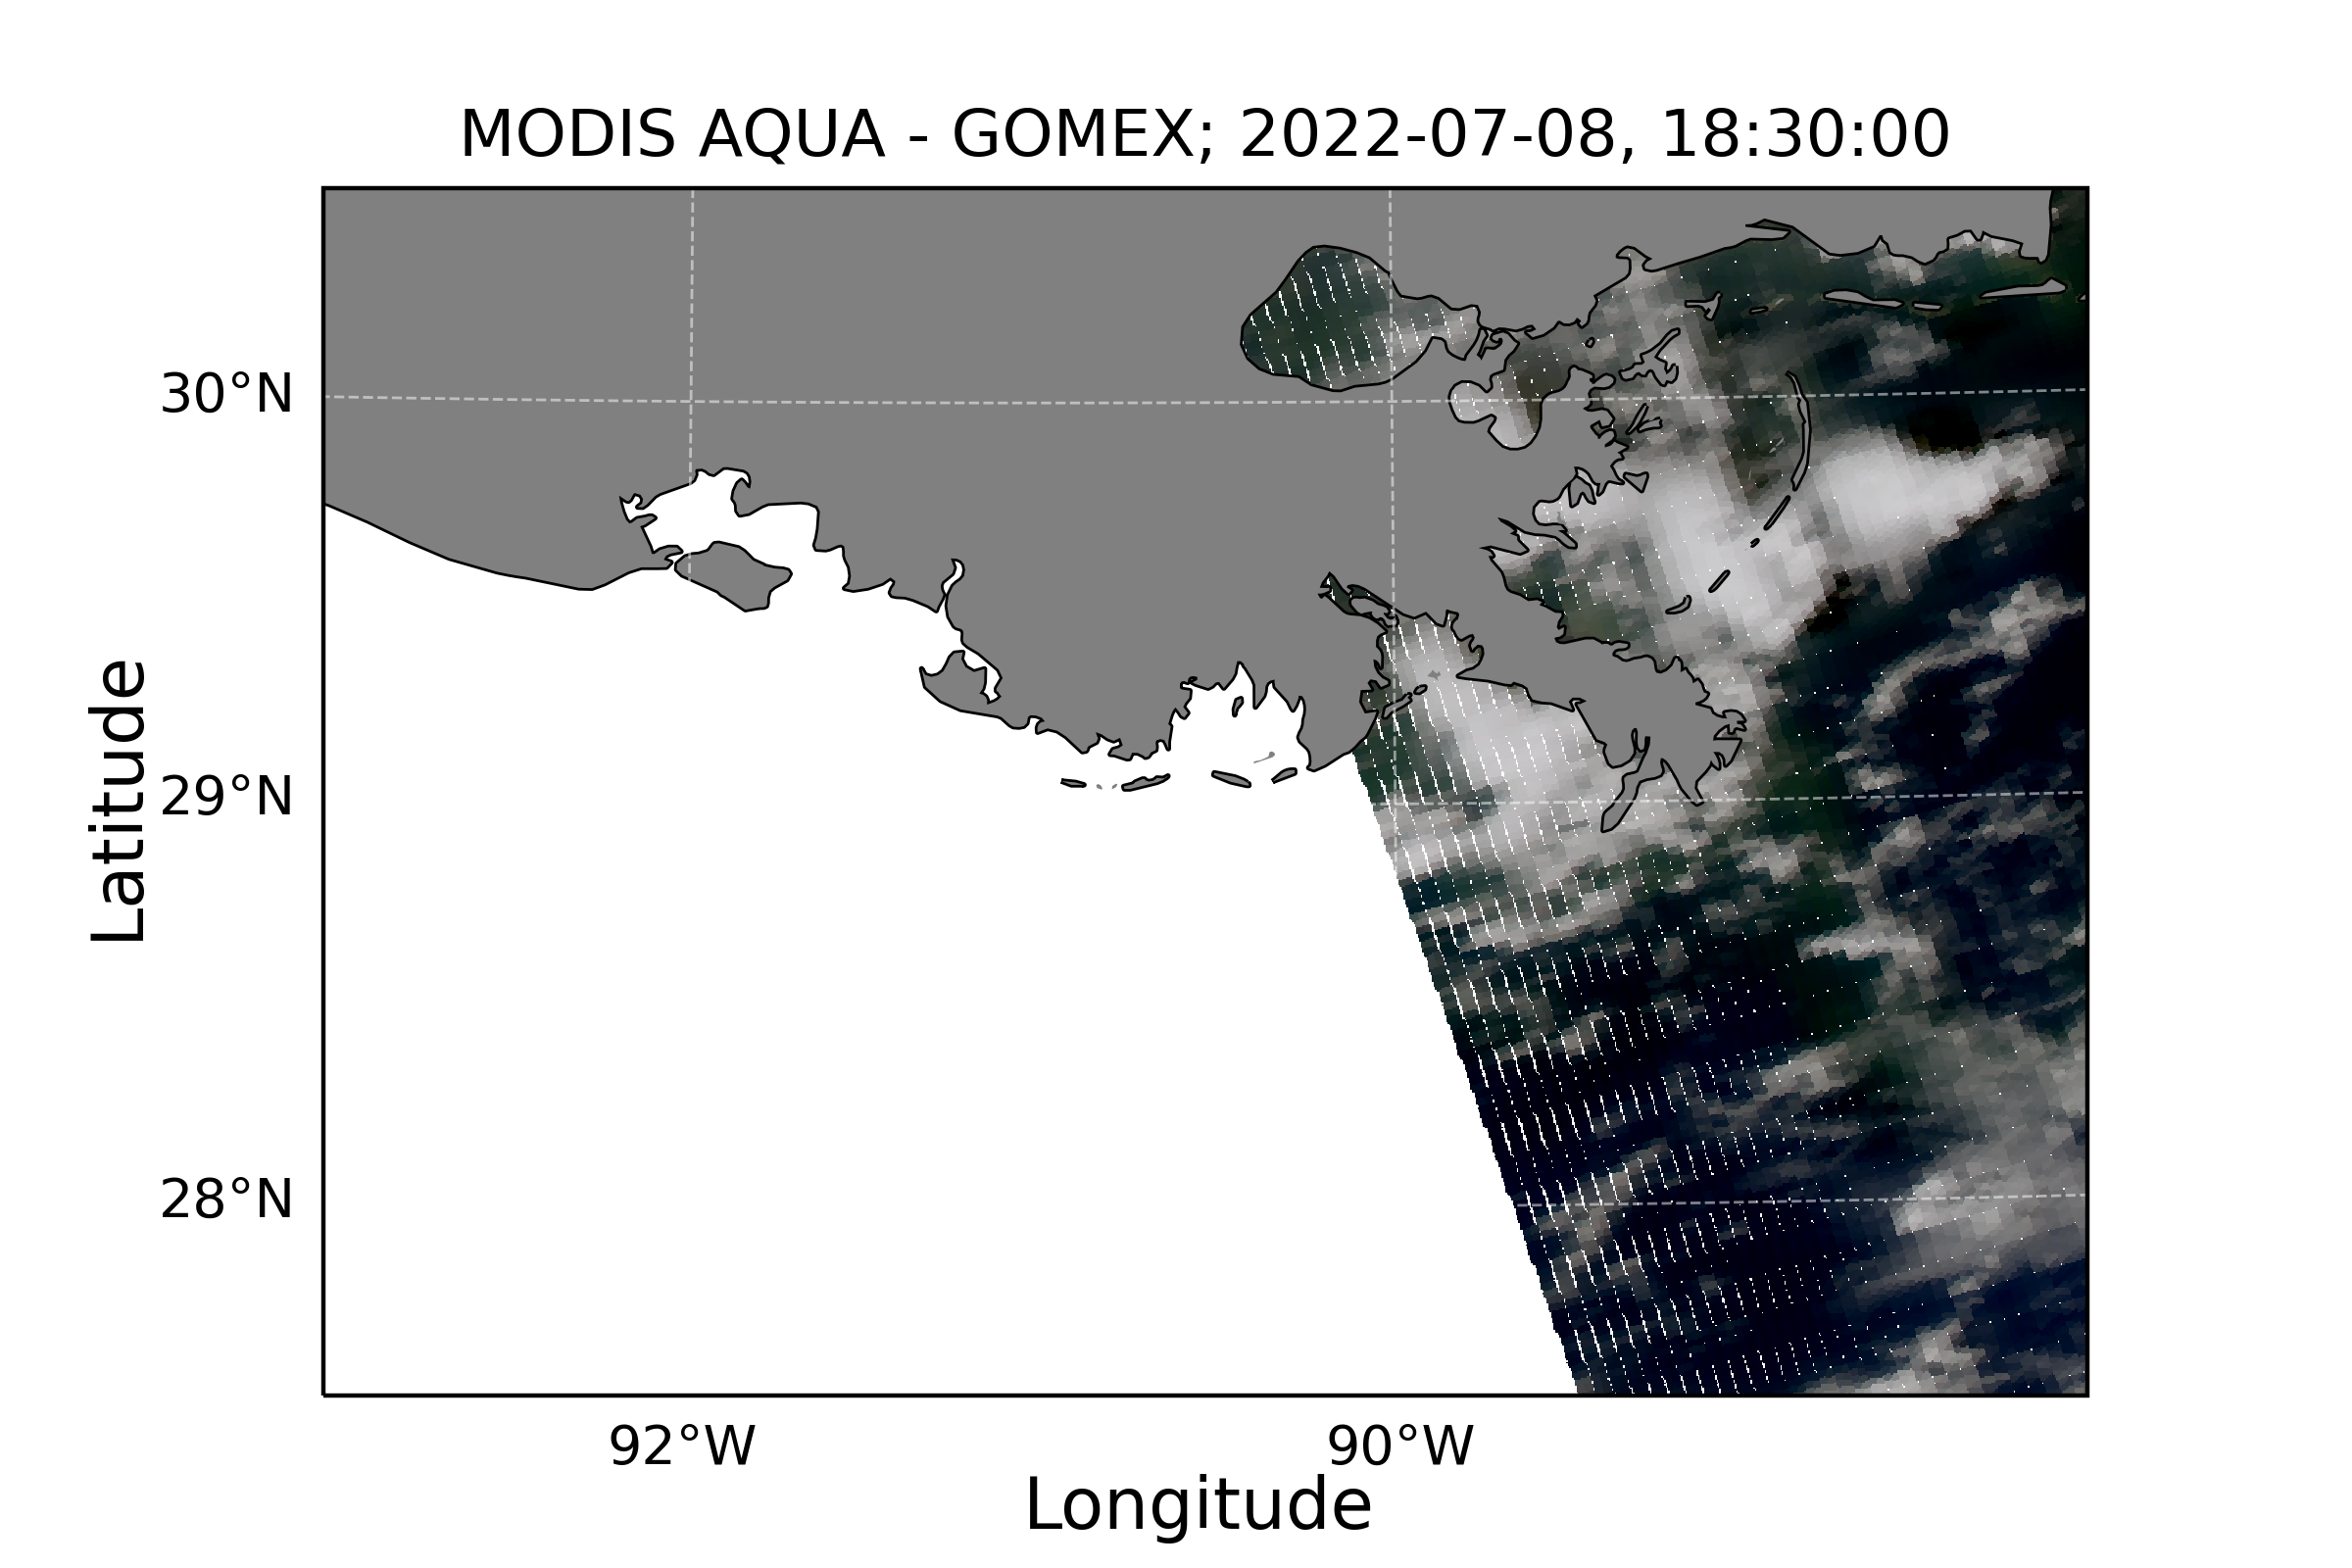 MODIS AQUA - GOMEX; 2022-07-08, 18:30:00
30°N
29°N
28°N
Latitude
92°W
90°W
Longitude